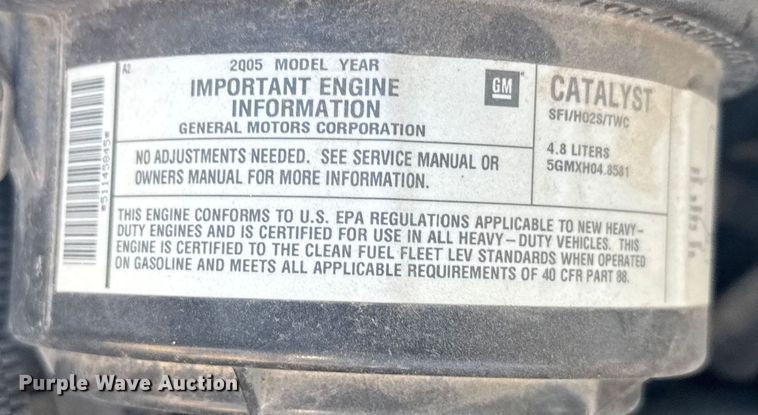 A2
2005 MODEL YEAR
IMPORTANT ENGINE
INFORMATION
GENERAL MOTORS CORPORATION
GM
CATALYST
SFI/HO2S/TWC
4.8 LITERS
5GMXH04.8581
NO ADJUSTMENTS NEEDED. SEE SERVICE MANUAL OR
OWNERS MANUAL FOR MORE INFORMATION.
THIS ENGINE CONFORMS TO U.S. EPA REGULATIONS APPLICABLE TO NEW HEAVY-
DUTY ENGINES AND IS CERTIFIED FOR USE IN ALL HEAVY-DUTY VEHICLES. THIS
ENGINE IS CERTIFIED TO THE CLEAN FUEL FLEET LEV STANDARDS WHEN OPERATED
ON GASOLINE AND MEETS ALL APPLICABLE REQUIREMENTS OF 40 CFR PART 88.
*51145845*
Purple Wave Auction